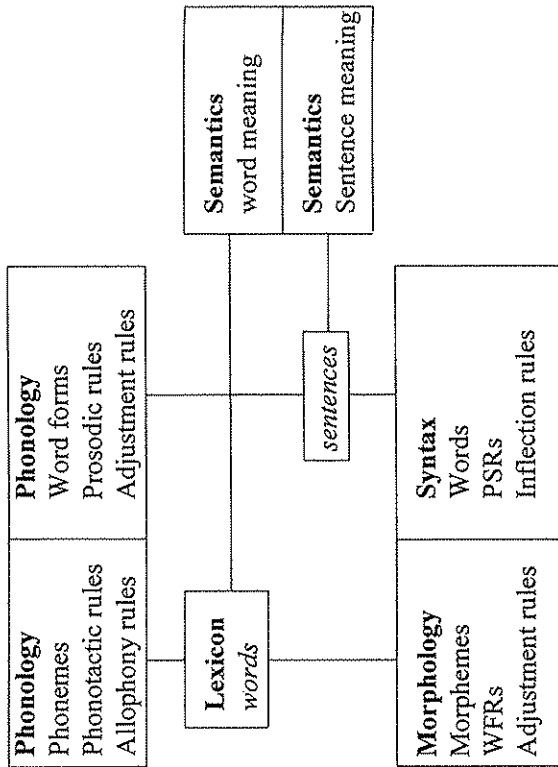 Phonology
Phonemes
Phonotactic rules
Allophony rules
Phonology
Word forms
Prosodic rules
Adjustment rules
Lexicon
words
sentences
Semantics
word meaning
Semantics
Sentence meaning
Morphology
Morphemes
WFRs
Adjustment rules
Syntax
Words
PSRs
Inflection rules